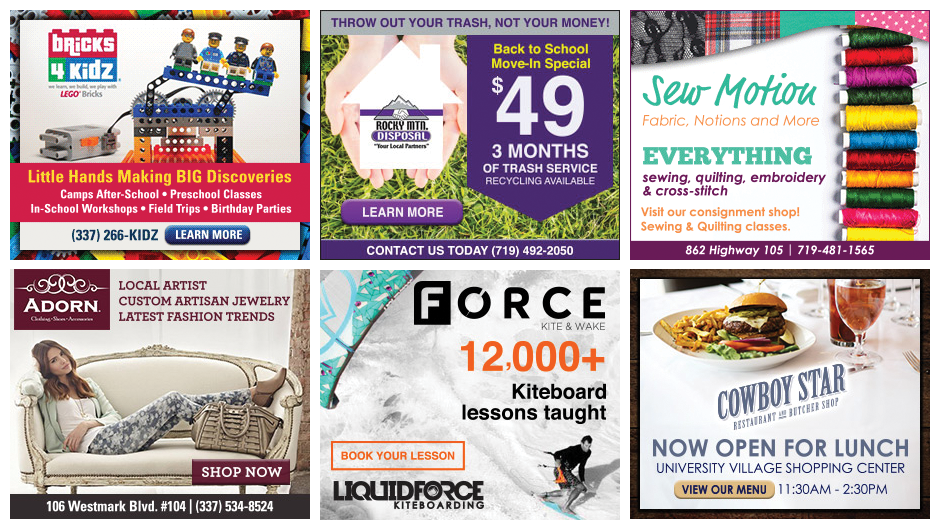 BRiCKS
4 KiDZ
we learn, we build, we play with
LEGO® Bricks
Little Hands Making BIG Discoveries
Camps After-School • Preschool Classes
In-School Workshops • Field Trips • Birthday Parties
(337) 266-KIDZ LEARN MORE
THROW OUT YOUR TRASH, NOT YOUR MONEY!
Back to School
Move-In Special
$49
3 MONTHS
OF TRASH SERVICE
RECYCLING AVAILABLE
ROCKY MTN.
DISPOSAL
"Your Local Partners"
LEARN MORE
CONTACT US TODAY (719) 492-2050
Sew Motion
Fabric, Notions and More
EVERYTHING
sewing, quilting, embroidery
& cross-stitch
Visit our consignment shop!
Sewing & Quilting classes.
862 Highway 105 | 719-481-1565
ADORN
Clothing • Shoes • Accessories
LOCAL ARTIST
CUSTOM ARTISAN JEWELRY
LATEST FASHION TRENDS
SHOP NOW
106 Westmark Blvd. #104 | (337) 534-8524
FORCE
KITE & WAKE
12,000+
Kiteboard
lessons taught
BOOK YOUR LESSON
LIQUIDFORCE
KITEBOARDING
COWBOY STAR
RESTAURANT AND BUTCHER SHOP
NOW OPEN FOR LUNCH
UNIVERSITY VILLAGE SHOPPING CENTER
VIEW OUR MENU 11:30AM - 2:30PM